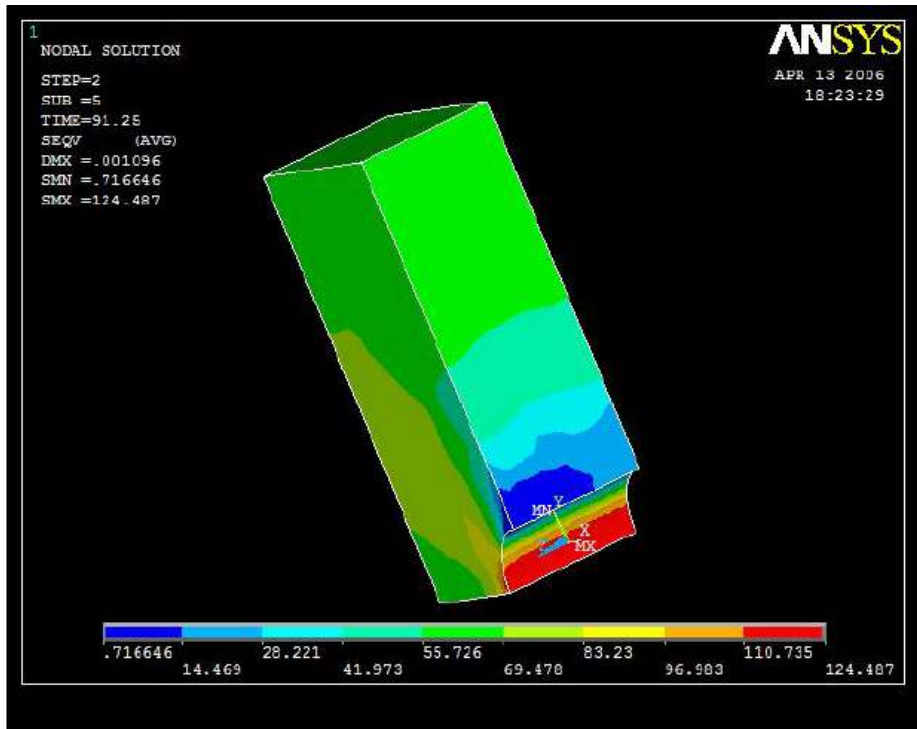 1
NODAL SOLUTION
STEP=2
SUB =5
TIME=91.25
SEQV (AVG)
DMX =.001096
SMN =.716646
SMX =124.487
ANSYS
APR 13 2006
18:23:29
MN
Y
X
MX
.716646 28.221 55.726 83.23 110.735
14.469 41.973 69.478 96.983 124.487